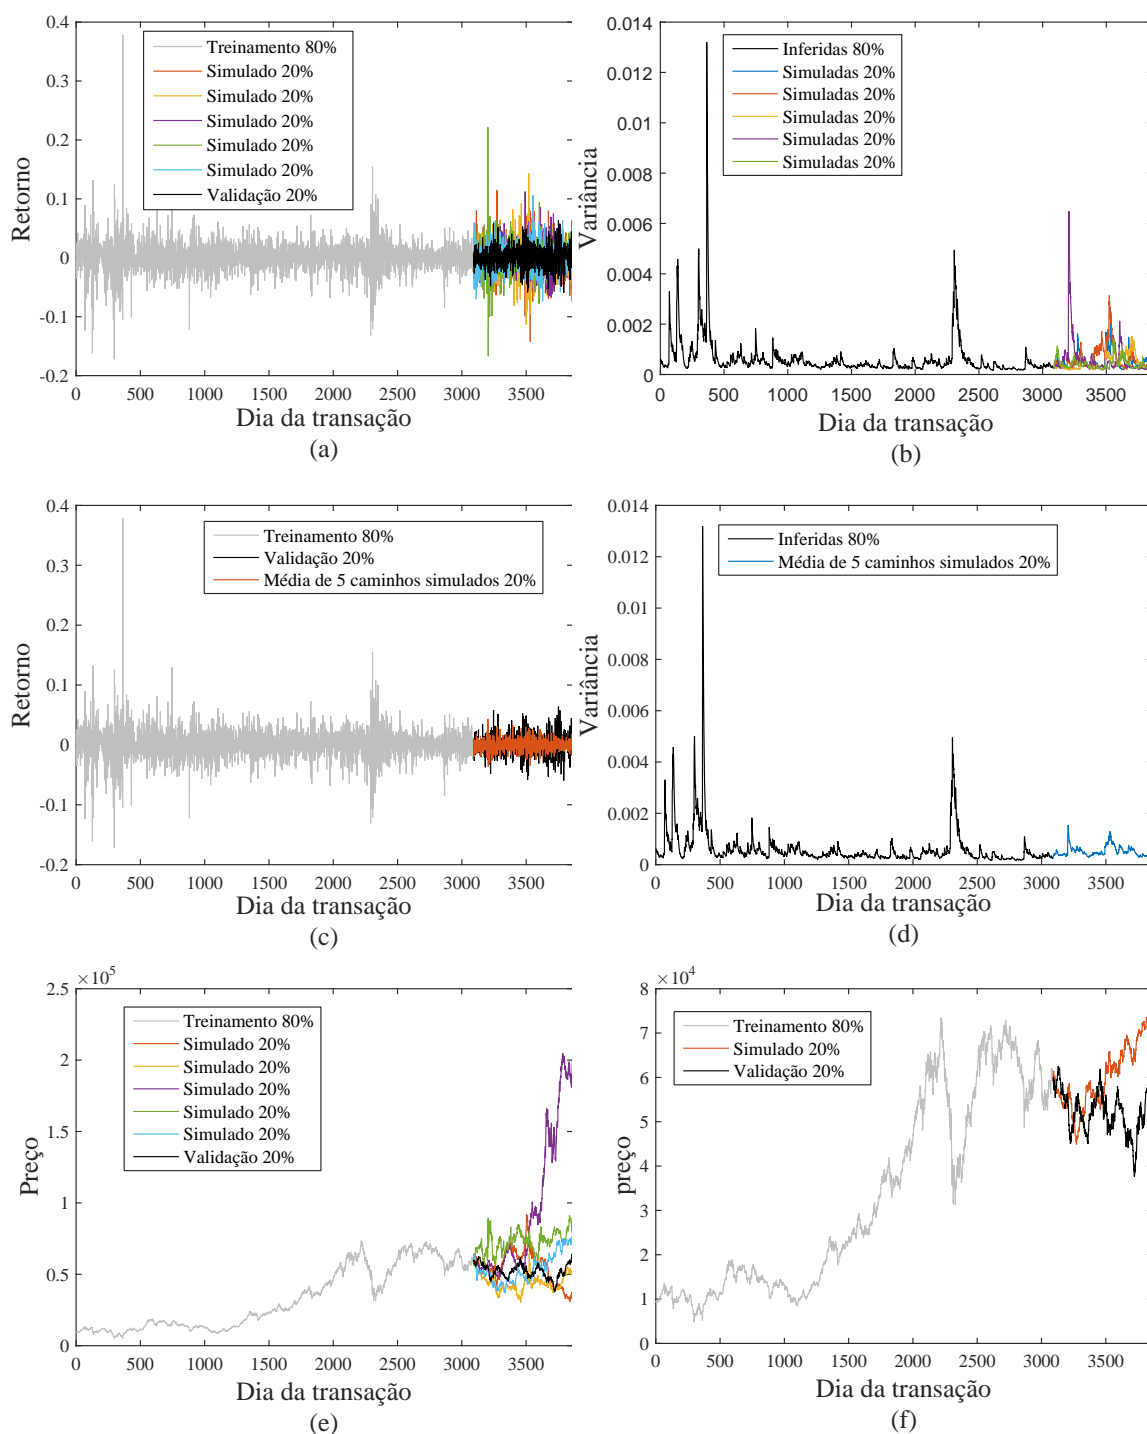 0.4
0.3
0.2
0.1
0
-0.1
-0.2
Retorno
Treinamento 80%
Simulado 20%
Simulado 20%
Simulado 20%
Simulado 20%
Simulado 20%
Validação 20%
0 500 1000 1500 2000 2500 3000 3500
Dia da transação
(a)
0.014
0.012
0.01
0.008
0.006
0.004
0.002
0
Variância
Inferidas 80%
Simuladas 20%
Simuladas 20%
Simuladas 20%
Simuladas 20%
Simuladas 20%
0 500 1000 1500 2000 2500 3000 3500
Dia da transação
(b)
0.4
0.3
0.2
0.1
0
-0.1
-0.2
Retorno
Treinamento 80%
Validação 20%
Média de 5 caminhos simulados 20%
0 500 1000 1500 2000 2500 3000 3500
Dia da transação
(c)
0.014
0.012
0.01
0.008
0.006
0.004
0.002
0
Variância
Inferidas 80%
Média de 5 caminhos simulados 20%
0 500 1000 1500 2000 2500 3000 3500
Dia da transação
(d)
×10⁵
2.5
2
1.5
1
0.5
0
Preço
Treinamento 80%
Simulado 20%
Simulado 20%
Simulado 20%
Simulado 20%
Simulado 20%
Validação 20%
0 500 1000 1500 2000 2500 3000 3500
Dia da transação
(e)
×10⁴
8
7
6
5
4
3
2
1
0
preço
Treinamento 80%
Simulado 20%
Validação 20%
0 500 1000 1500 2000 2500 3000 3500
Dia da transação
(f)